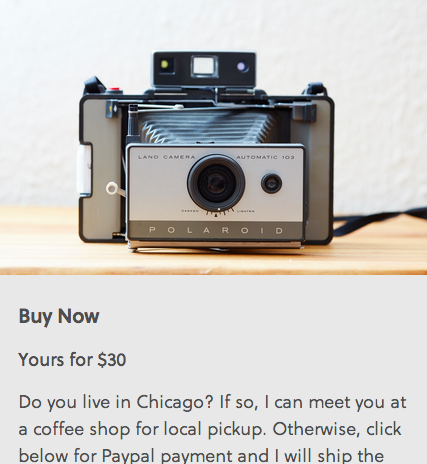 LAND CAMERA
AUTOMATIC 103
DARKEN
LIGHTEN
POLAROID
Buy Now
Yours for $30
Do you live in Chicago? If so, I can meet you at
a coffee shop for local pickup. Otherwise, click
below for Paypal payment and I will ship the